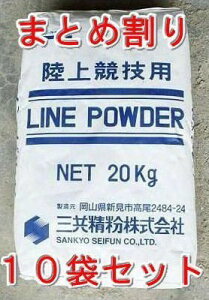 まとめ割り
陸上競技用
LINE POWDER
NET 20Kg
製造元 岡山県新見市高尾2484-24
三共精粉株式会社
SANKYO SEIFUN CO.,LTD.
10袋セット